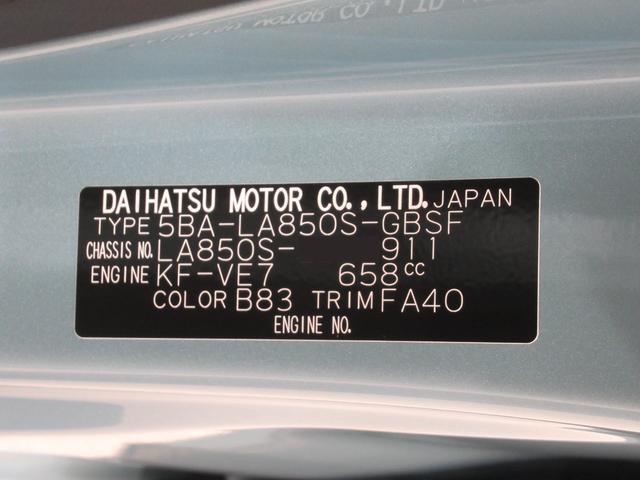 DAIHATSU MOTOR CO., LTD. JAPAN
TYPE 5BA-LA850S-GBSF
CHASSIS NO. LA850S- 911
ENGINE KF-VE7 658cc
COLOR B83 TRIM FA40
ENGINE NO.